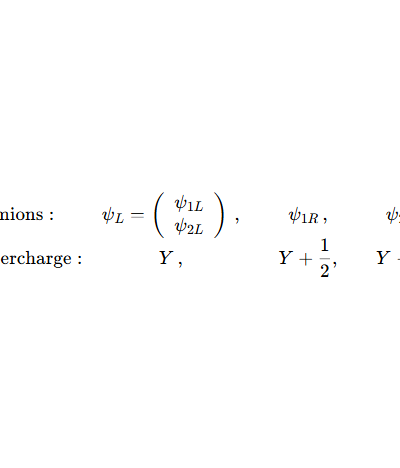 nions : ψ_L = ( ψ_{1L} ψ_{2L} ) , ψ_{1R} , ψ
ercharge : Y , Y + 1/2, Y